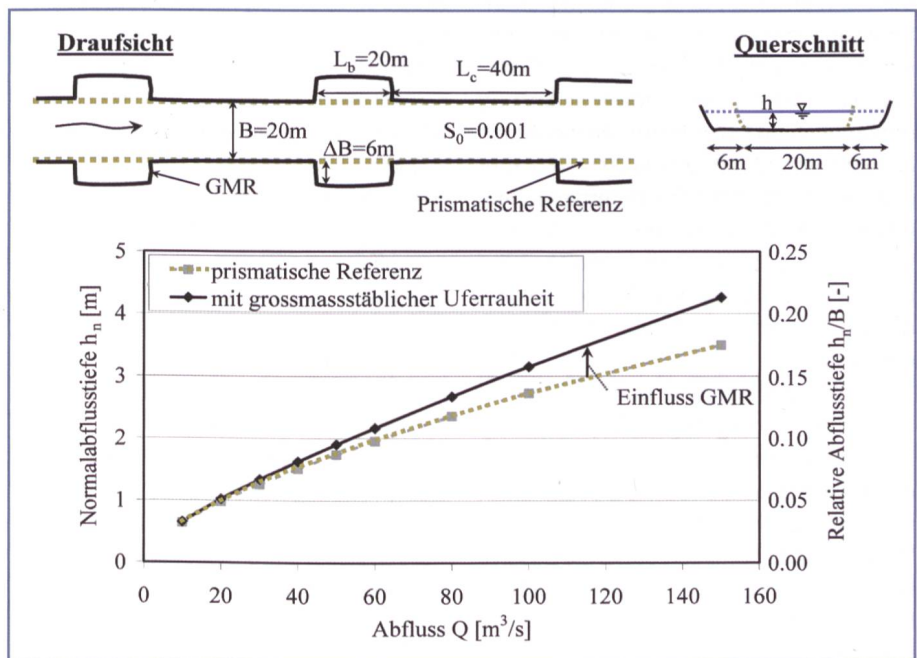 Draufsicht
Querschnitt
L_b=20m
L_c=40m
B=20m
S_0=0.001
ΔB=6m
GMR
Prismatische Referenz
h
6m 20m 6m
prismatische Referenz
mit grossmassstäblicher Uferrauheit
Einfluss GMR
Normalabflusstiefe h_n [m]
5
4
3
2
1
0
Relative Abflusstiefe h_n/B [-]
0.25
0.20
0.15
0.10
0.05
0.00
0 20 40 60 80 100 120 140 160
Abfluss Q [m³/s]